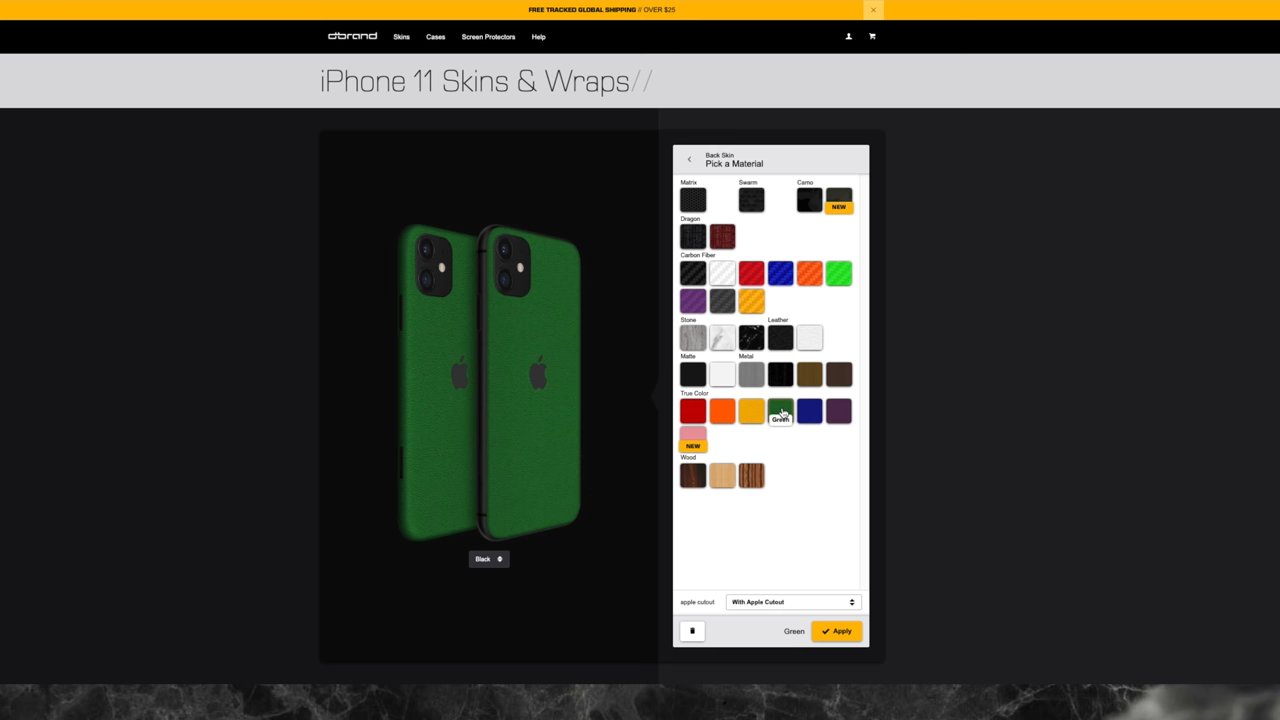 FREE TRACKED GLOBAL SHIPPING // OVER $25
dbrand
Skins
Cases
Screen Protectors
Help
iPhone 11 Skins & Wraps//
Back Skin
Pick a Material
Matrix
Swarm
Camo
NEW
Dragon
Carbon Fiber
Stone
Leather
Matte
Metal
True Color
Green
NEW
Wood
Black
apple cutout
With Apple Cutout
Green
Apply